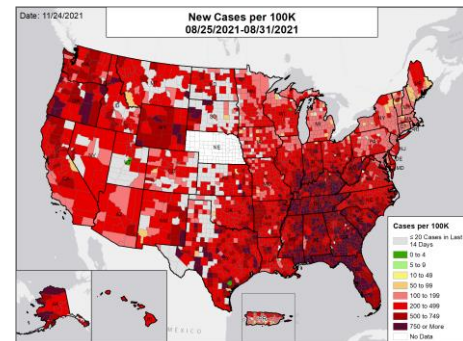 Date: 11/24/2021
New Cases per 100K
08/25/2021-08/31/2021
NE
DE
MEXICO
Cases per 100K
≤ 20 Cases in Last
14 Days
0 to 4
5 to 9
10 to 49
50 to 99
100 to 199
200 to 499
500 to 749
750 or More
No Data